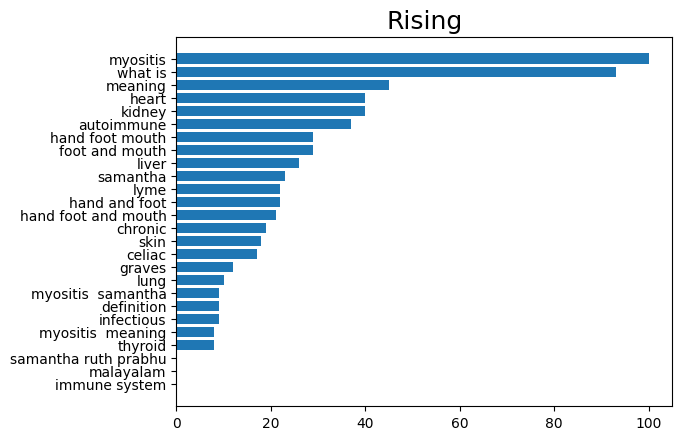 Rising
myositis
what is
meaning
heart
kidney
autoimmune
hand foot mouth
foot and mouth
liver
samantha
lyme
hand and foot
hand foot and mouth
chronic
skin
celiac
graves
lung
myositis  samantha
definition
infectious
myositis  meaning
thyroid
samantha ruth prabhu
malayalam
immune system
0 20 40 60 80 100